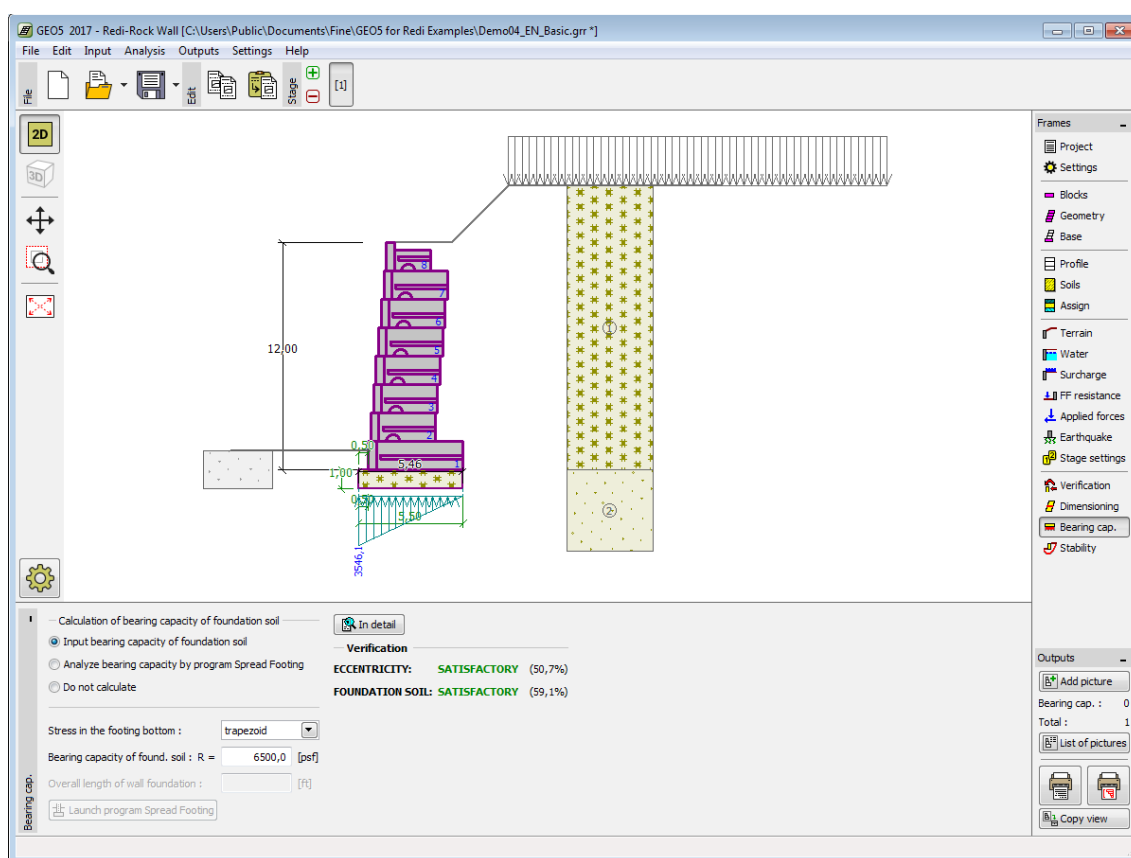 GEO5 2017 - Redi-Rock Wall [C:\Users\Public\Documents\Fine\GEO5 for Redi Examples\Demo04_EN_Basic.grr *]
File Edit Input Analysis Outputs Settings Help
File
Edit
Stage
[1]
2D
3D
12,00
8
7
6
5
4
3
2
1
0,50
5,46
1,00
0,50
5,50
3546,1
1
2
Frames
Project
Settings
Blocks
Geometry
Base
Profile
Soils
Assign
Terrain
Water
Surcharge
FF resistance
Applied forces
Earthquake
Stage settings
Verification
Dimensioning
Bearing cap.
Stability
Outputs
Add picture
Bearing cap. : 0
Total : 1
List of pictures
Copy view
Bearing cap.
Calculation of bearing capacity of foundation soil
Input bearing capacity of foundation soil
Analyze bearing capacity by program Spread Footing
Do not calculate
Stress in the footing bottom : trapezoid
Bearing capacity of found. soil : R = 6500,0 [psf]
Overall length of wall foundation : [ft]
Launch program Spread Footing
In detail
Verification
ECCENTRICITY: SATISFACTORY (50,7%)
FOUNDATION SOIL: SATISFACTORY (59,1%)